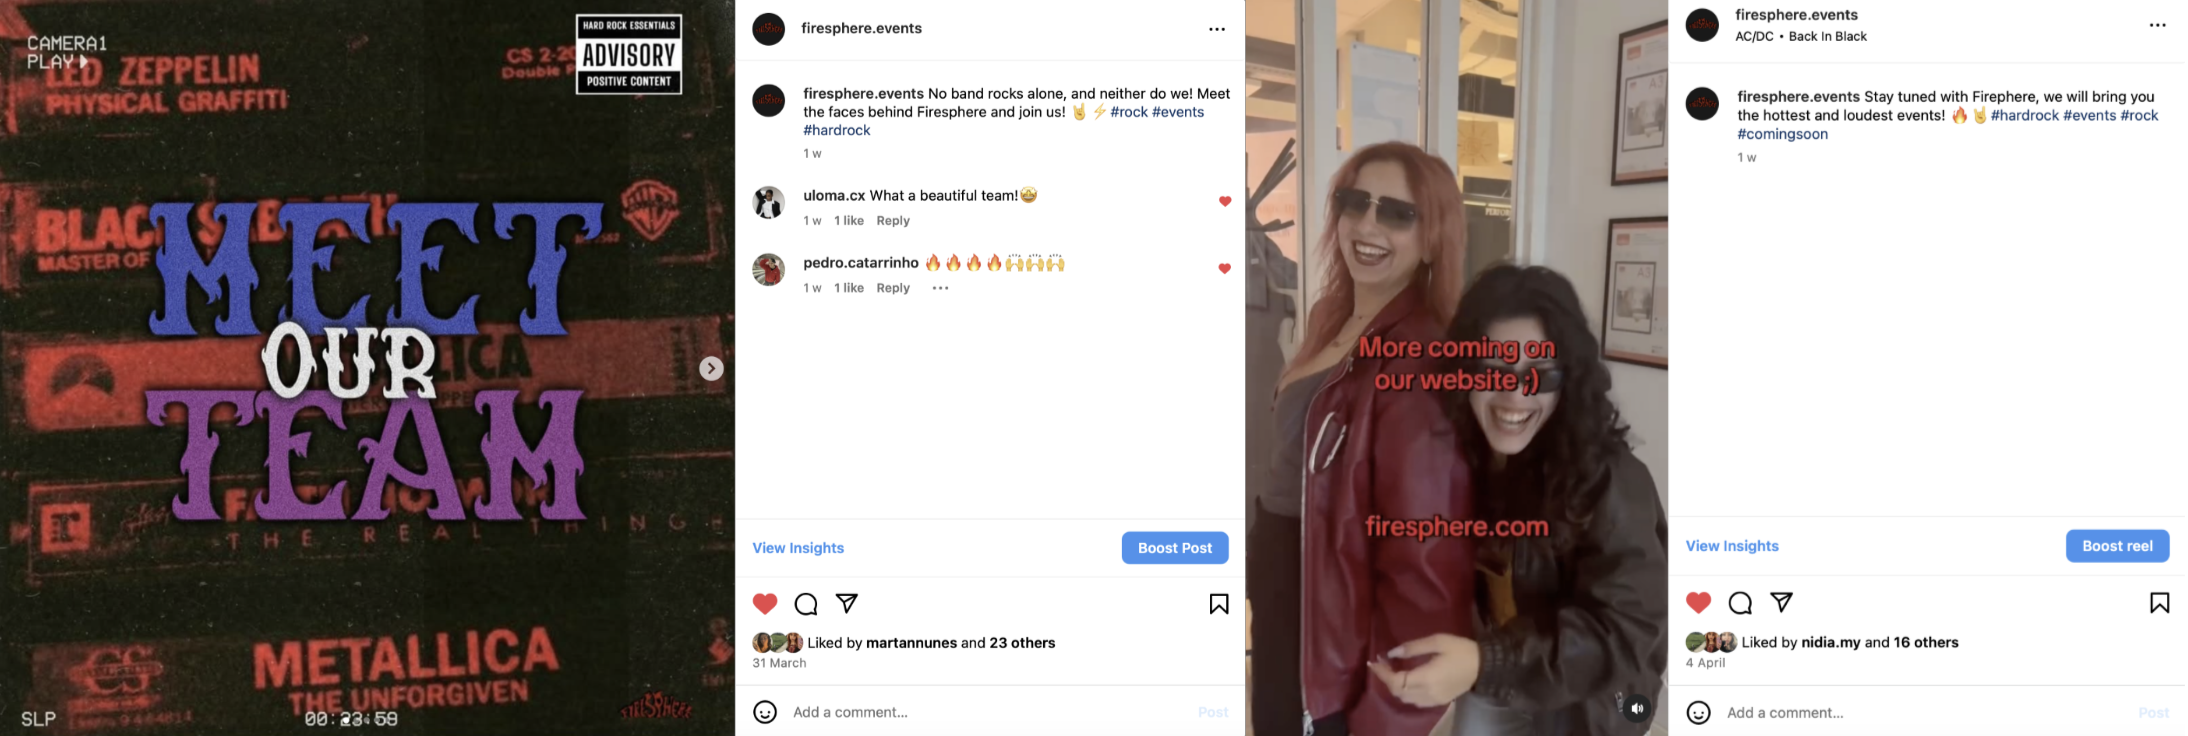 CAMERA1
PLAY
HARD ROCK ESSENTIALS
ADVISORY
POSITIVE CONTENT
LED ZEPPELIN
PHYSICAL GRAFFITI
CS 2-20
Double
BLACK SABBATH
MASTER OF
MEET
OUR
TEAM
THE REAL THING
METALLICA
THE UNFORGIVEN
SLP
00:23:59
firesphere.events
firesphere.events No band rocks alone, and neither do we! Meet
the faces behind Firesphere and join us! 🤘⚡#rock #events
#hardrock
1 w
uloma.cx What a beautiful team!🤩
1 w 1 like Reply
pedro.catarrinho 🔥🔥🔥🔥🙌🙌🙌
1 w 1 like Reply
View Insights
Boost Post
Liked by martannunes and 23 others
31 March
Add a comment...
Post
More coming on
our website ;)
firesphere.com
firesphere.events
AC/DC • Back In Black
firesphere.events Stay tuned with Firephere, we will bring you
the hottest and loudest events! 🔥🤘#hardrock #events #rock
#comingsoon
1 w
View Insights
Boost reel
Liked by nidia.my and 16 others
4 April
Add a comment...
Post